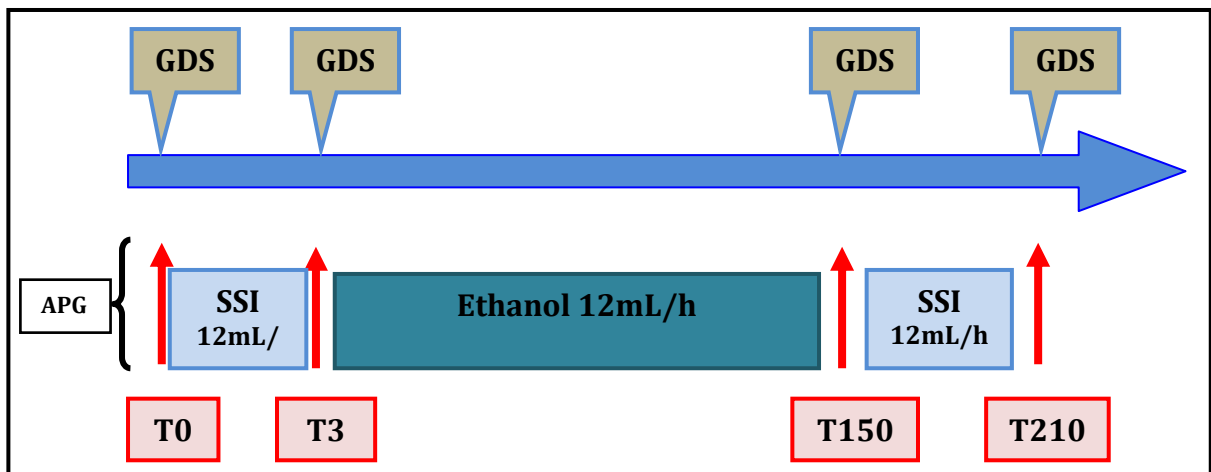 GDS
GDS
GDS
GDS
APG
SSI
12mL/
Ethanol 12mL/h
SSI
12mL/h
T0
T3
T150
T210